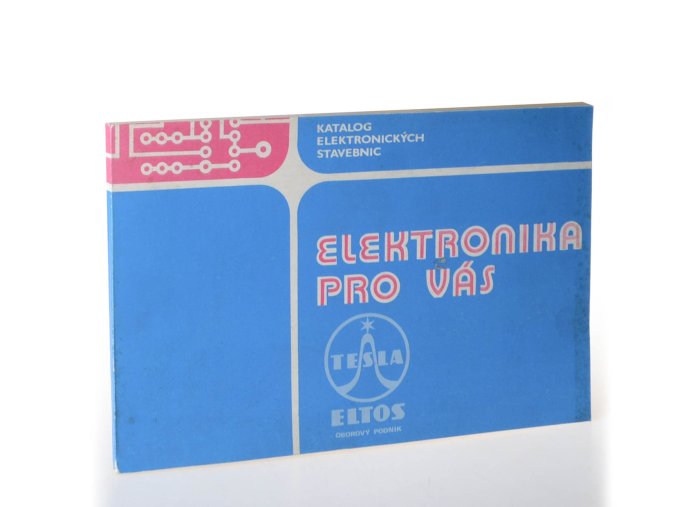 KATALOG
ELEKTRONICKÝCH
STAVEBNIC
ELEKTRONIKA
PRO VÁS
TESLA
ELTOS
OBOROVÝ PODNIK